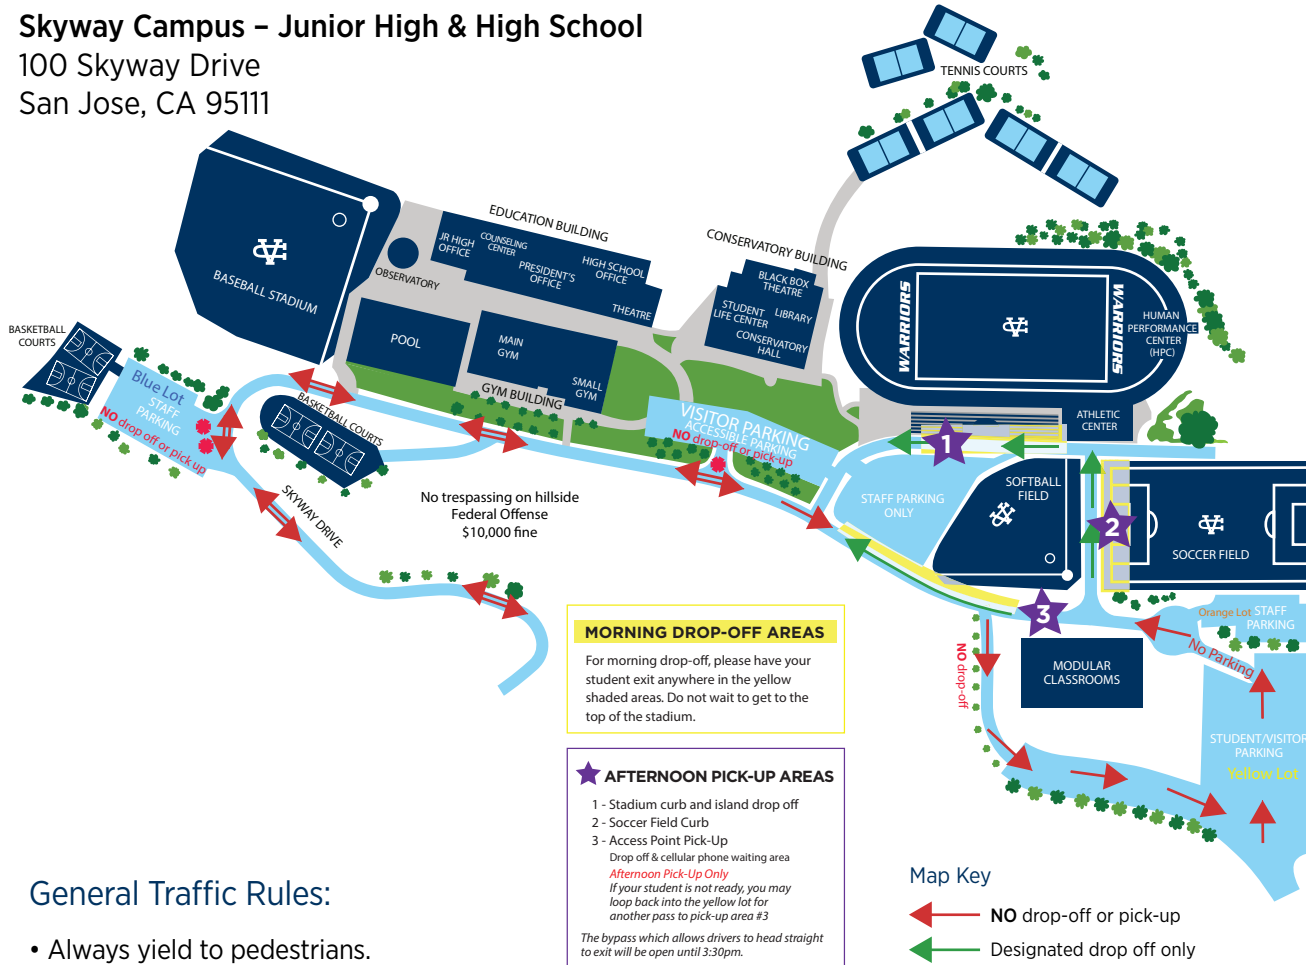 Skyway Campus – Junior High & High School
100 Skyway Drive
San Jose, CA 95111
TENNIS COURTS
EDUCATION BUILDING
JR HIGH
OFFICE
COUNSELING
CENTER
PRESIDENT'S
OFFICE
HIGH SCHOOL
OFFICE
THEATRE
OBSERVATORY
BASEBALL STADIUM
CONSERVATORY BUILDING
BLACK BOX
THEATRE
STUDENT
LIFE CENTER
LIBRARY
CONSERVATORY
HALL
WARRIORS
WARRIORS
HUMAN
PERFORMANCE
CENTER
(HPC)
BASKETBALL
COURTS
POOL
MAIN
GYM
SMALL
GYM
GYM BUILDING
Blue Lot
STAFF
PARKING
NO drop off or pick up
BASKETBALL COURTS
VISITOR PARKING
ACCESSIBLE PARKING
NO drop-off or pick-up
ATHLETIC
CENTER
1
SOFTBALL
FIELD
STAFF PARKING
ONLY
2
SOCCER FIELD
SKYWAY DRIVE
No trespassing on hillside
Federal Offense
$10,000 fine
3
Orange Lot STAFF
PARKING
No Parking
NO drop-off
MODULAR
CLASSROOMS
STUDENT/VISITOR
PARKING
Yellow Lot
MORNING DROP-OFF AREAS
For morning drop-off, please have your
student exit anywhere in the yellow
shaded areas. Do not wait to get to the
top of the stadium.
AFTERNOON PICK-UP AREAS
1 - Stadium curb and island drop off
2 - Soccer Field Curb
3 - Access Point Pick-Up
Drop off & cellular phone waiting area
Afternoon Pick-Up Only
If your student is not ready, you may
loop back into the yellow lot for
another pass to pick-up area #3
The bypass which allows drivers to head straight
to exit will be open until 3:30pm.
General Traffic Rules:
• Always yield to pedestrians.
Map Key
NO drop-off or pick-up
Designated drop off only